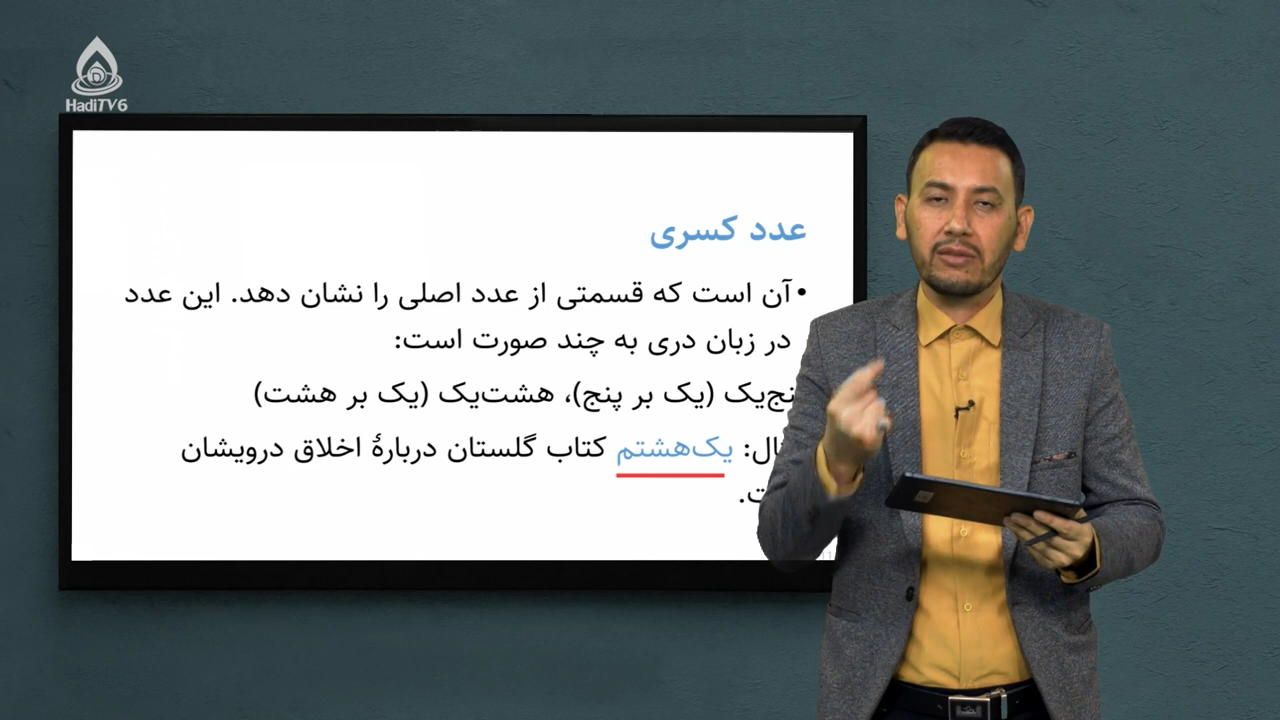 HadiTV6
عدد کسری
•آن است که قسمتی از عدد اصلی را نشان دهد. این عدد
در زبان دری به چند صورت است:
نج‌یک (یک بر پنج)، هشت‌یک (یک بر هشت)
ال: یک‌هشتم کتاب گلستان دربارهٔ اخلاق درویشان
ت.